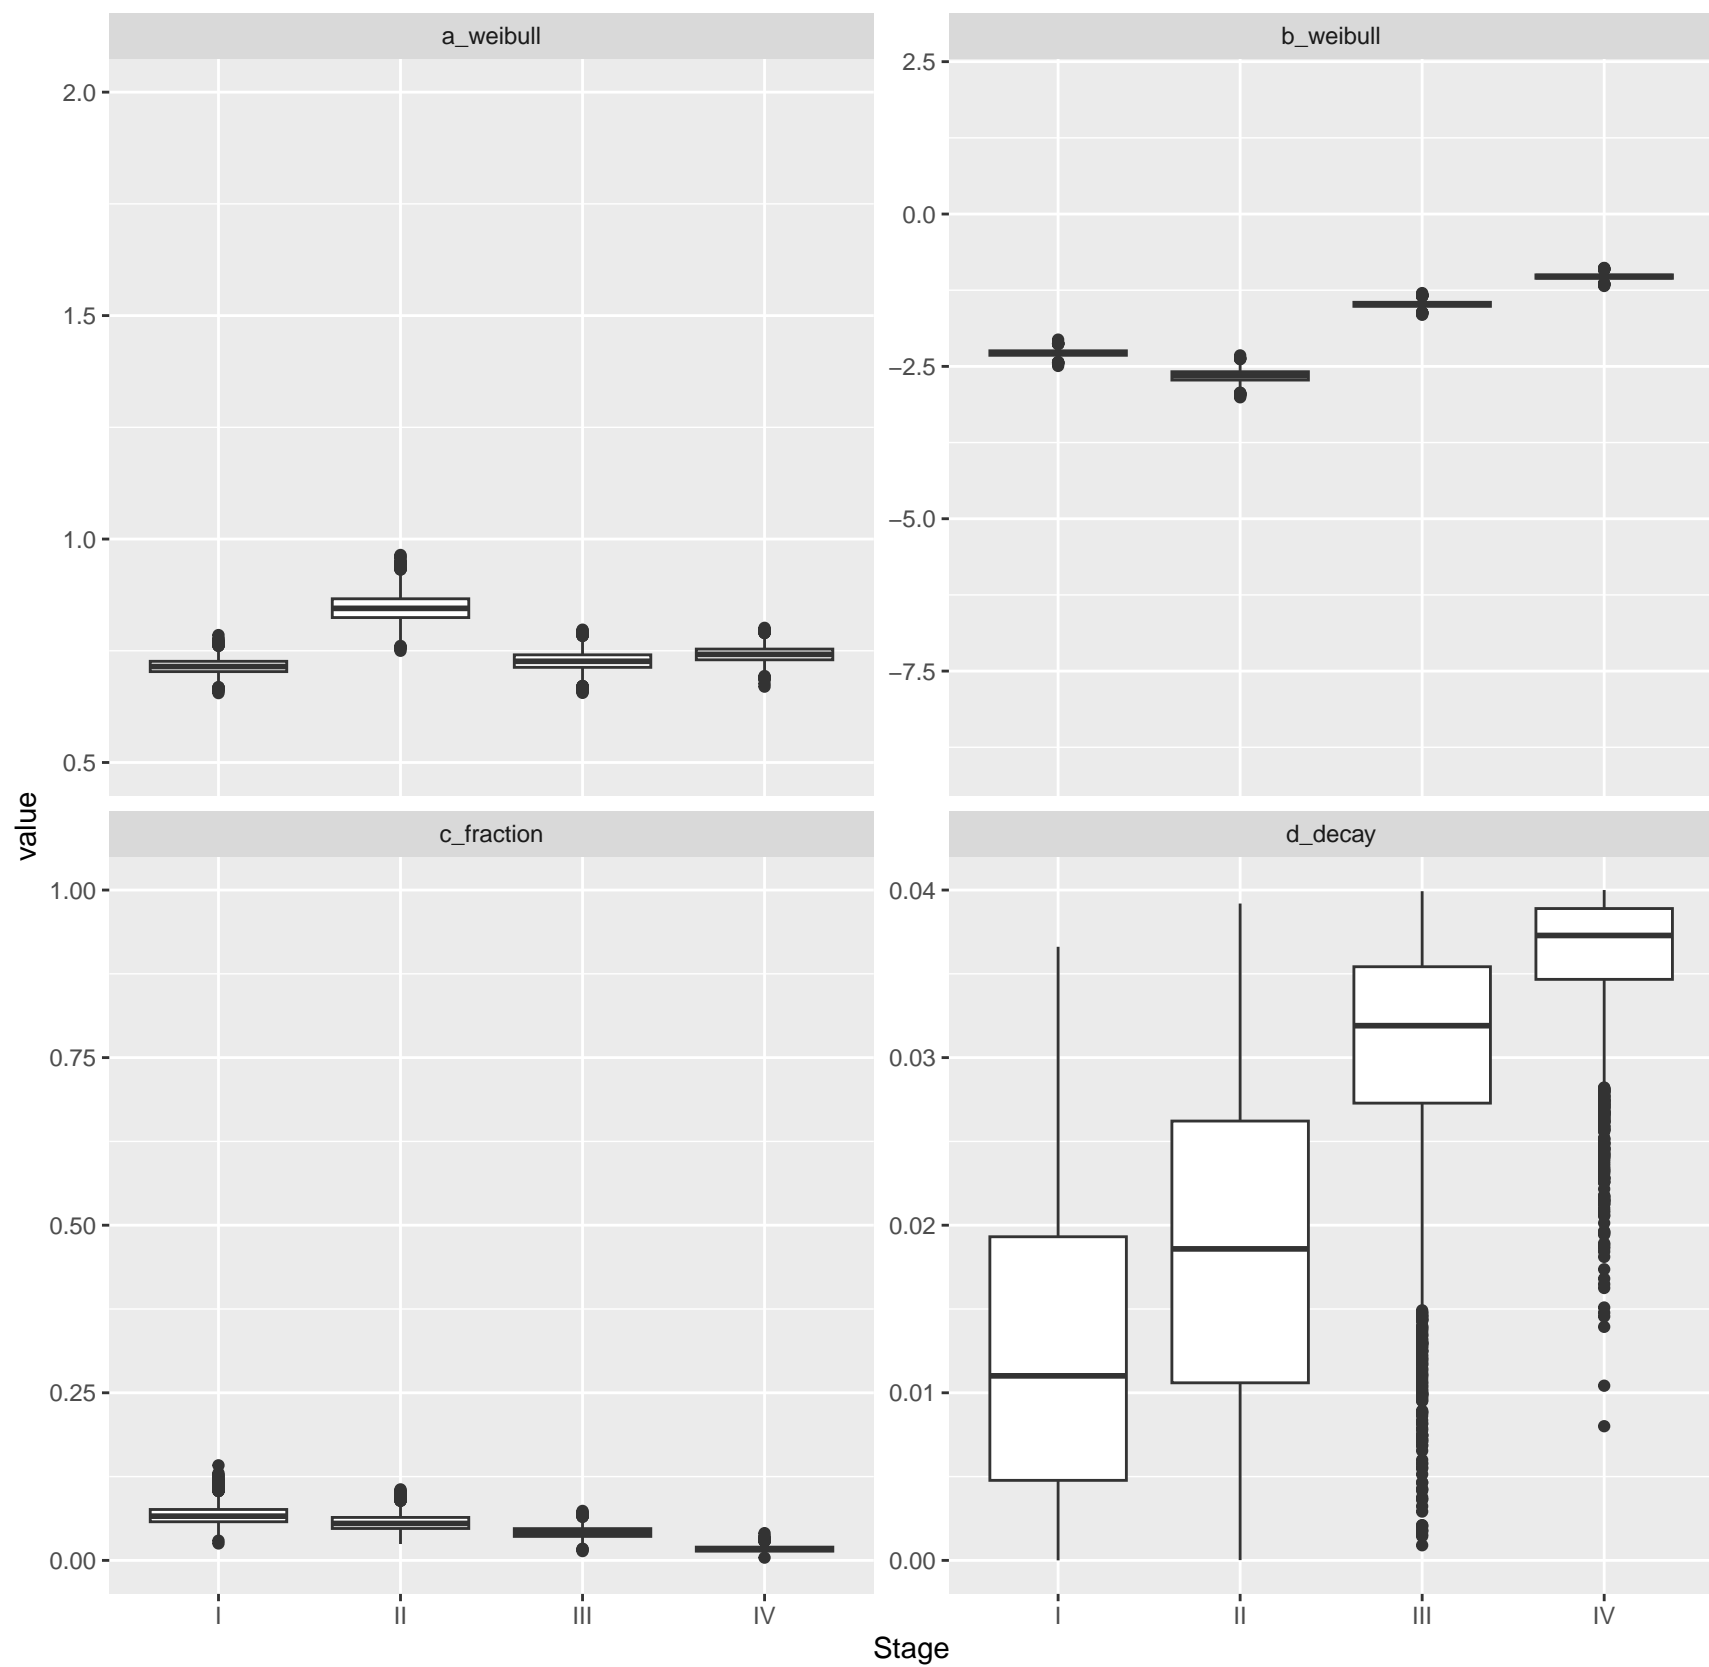 a_weibull
b_weibull
2.0
1.5
1.0
0.5
2.5
0.0
−2.5
−5.0
−7.5
value
c_fraction
d_decay
1.00
0.75
0.50
0.25
0.00
0.04
0.03
0.02
0.01
0.00
I II III IV
I II III IV
Stage